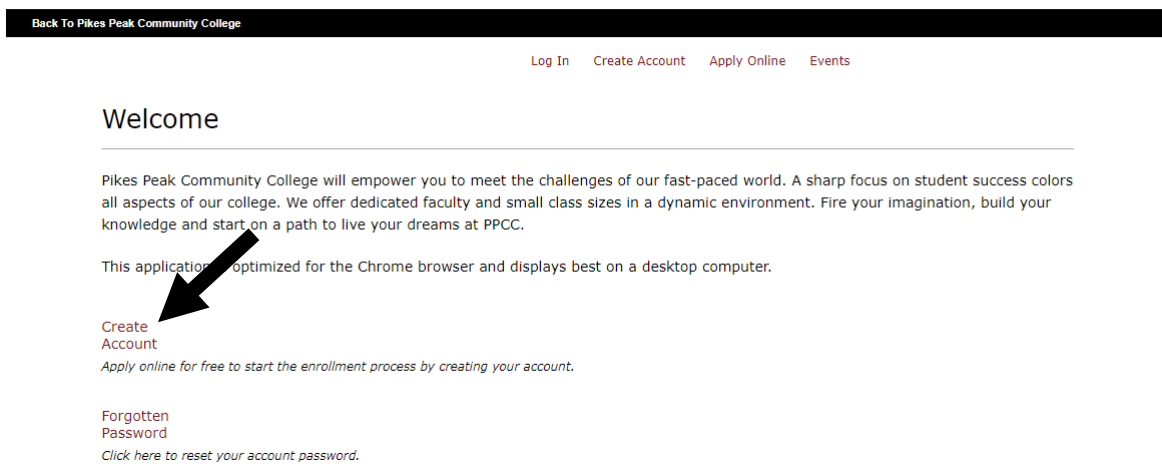 Back To Pikes Peak Community College
Log In Create Account Apply Online Events
Welcome
Pikes Peak Community College will empower you to meet the challenges of our fast-paced world. A sharp focus on student success colors
all aspects of our college. We offer dedicated faculty and small class sizes in a dynamic environment. Fire your imagination, build your
knowledge and start on a path to live your dreams at PPCC.
This application optimized for the Chrome browser and displays best on a desktop computer.
Create
Account
Apply online for free to start the enrollment process by creating your account.
Forgotten
Password
Click here to reset your account password.